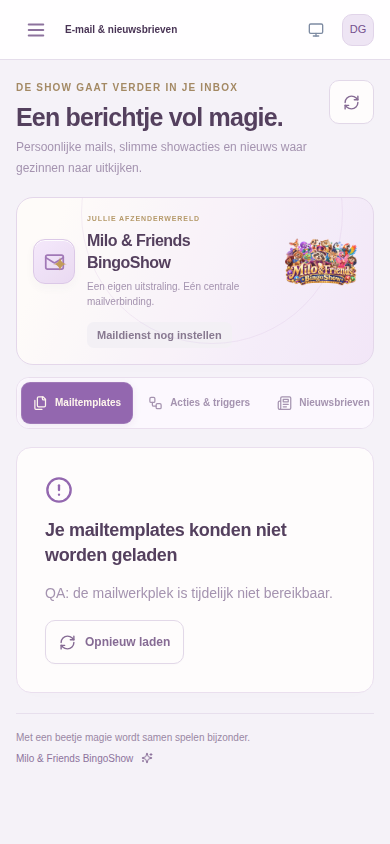 E-mail & nieuwsbrieven
DG
DE SHOW GAAT VERDER IN JE INBOX
Een berichtje vol magie.
Persoonlijke mails, slimme showacties en nieuws waar
gezinnen naar uitkijken.
JULLIE AFZENDERWERELD
Milo & Friends
BingoShow
Een eigen uitstraling. Eén centrale
mailverbinding.
Maildienst nog instellen
Milo & Friends
BingoShow
Mailtemplates
Acties & triggers
Nieuwsbrieven
Je mailtemplates konden niet
worden geladen
QA: de mailwerkplek is tijdelijk niet bereikbaar.
Opnieuw laden
Met een beetje magie wordt samen spelen bijzonder.
Milo & Friends BingoShow